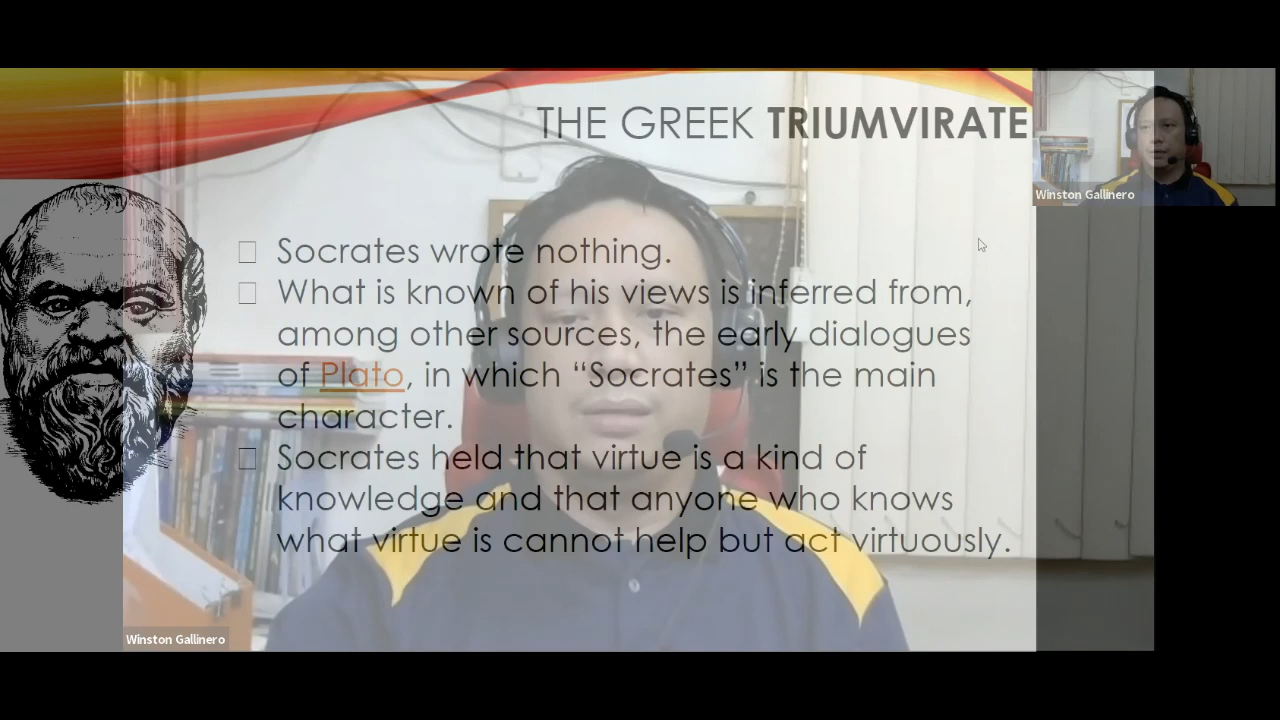 THE GREEK TRIUMVIRATE
Winston Gallinero
Socrates wrote nothing.
What is known of his views is inferred from,
among other sources, the early dialogues
of Plato, in which “Socrates” is the main
character.
Socrates held that virtue is a kind of
knowledge and that anyone who knows
what virtue is cannot help but act virtuously.
Winston Gallinero